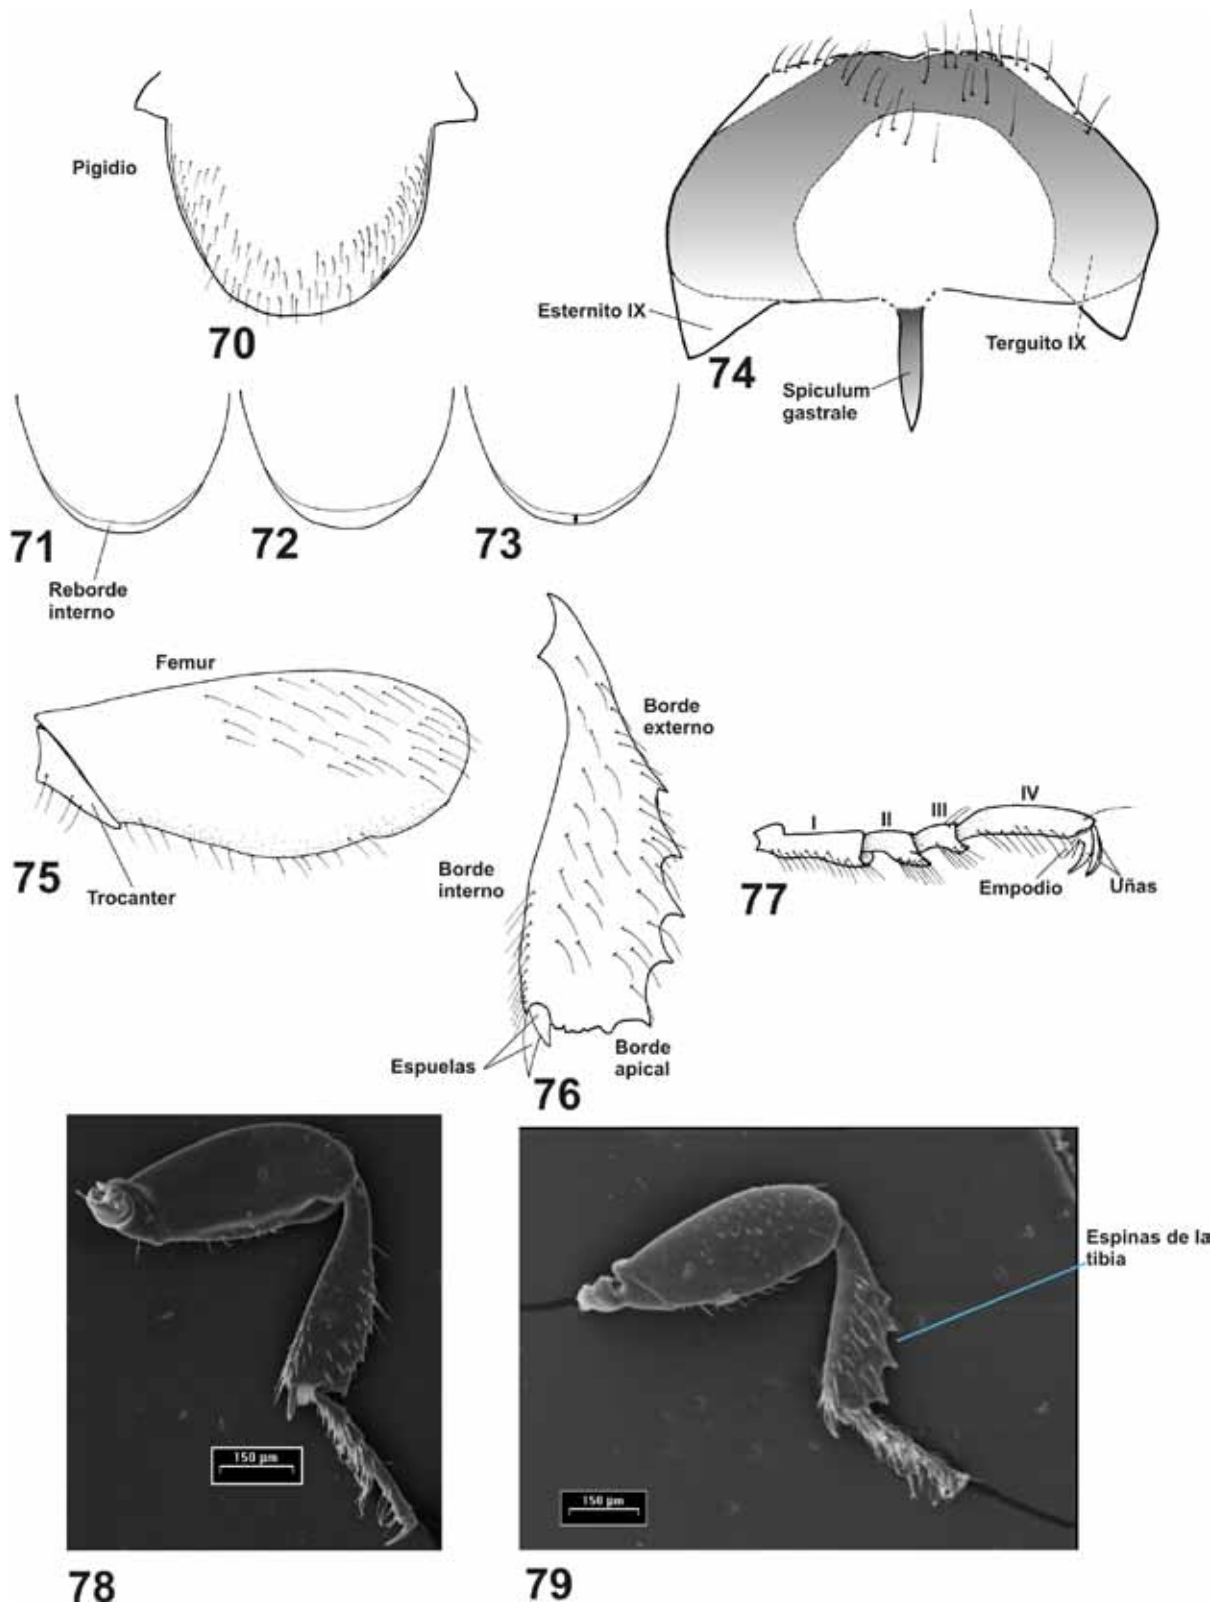 Pigidio
70
Esternito IX
Terguito IX
74
Spiculum
gastrale
71
72
73
Reborde
interno
Femur
75
Trocanter
Borde
externo
Borde
interno
Espuelas
Borde
apical
76
I
II
III
IV
77
Empodio
Uñas
150 µm
78
Espinas de la
tibia
150 µm
79